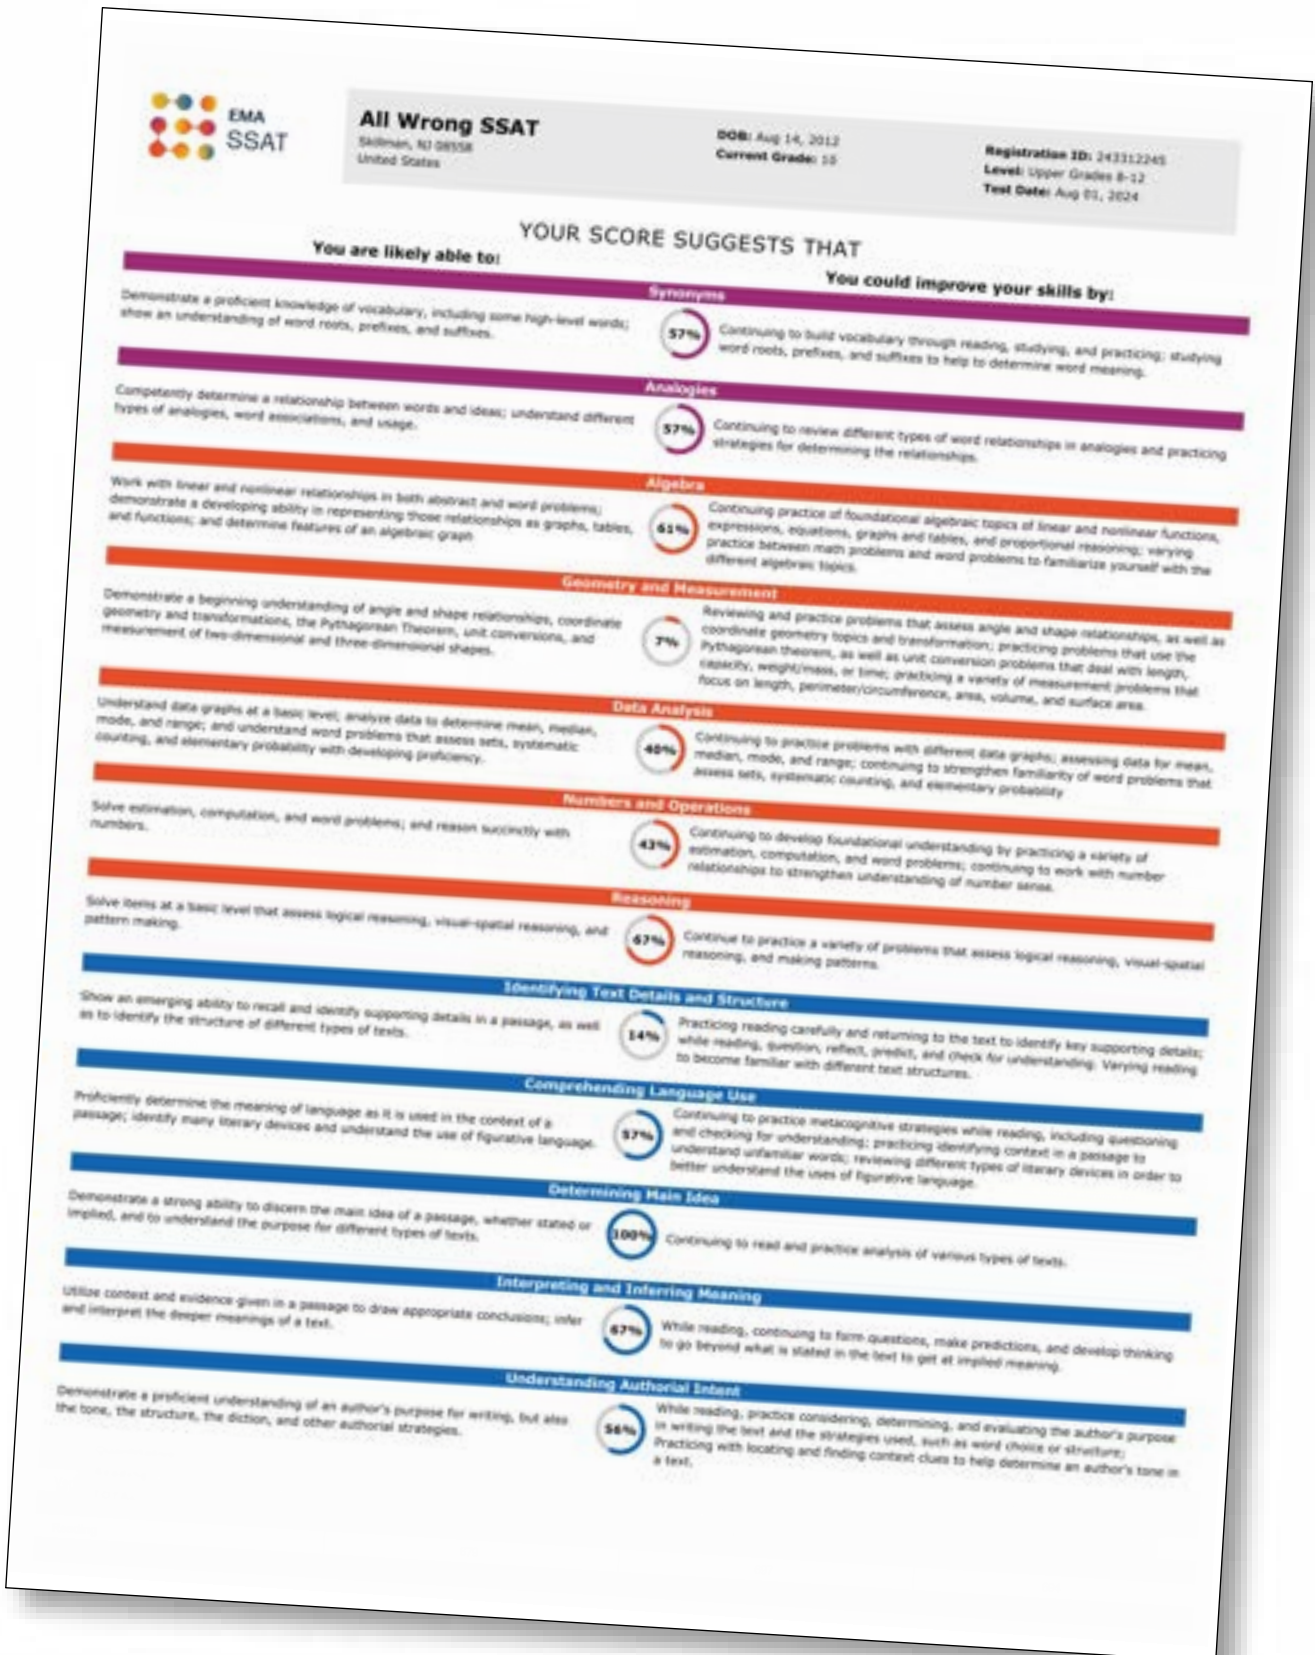 EMA
SSAT
All Wrong SSAT
Skillman, NJ 08558
United States
DOB: Aug 14, 2012
Current Grade: 10
Registration ID: 243312245
Level: Upper Grades 8-12
Test Date: Aug 01, 2024
YOUR SCORE SUGGESTS THAT
You are likely able to:
You could improve your skills by:
Synonyms
Demonstrate a proficient knowledge of vocabulary, including some high-level words;
show an understanding of word roots, prefixes, and suffixes.
57%
Continuing to build vocabulary through reading, studying, and practicing; studying
word roots, prefixes, and suffixes to help to determine word meaning.
Analogies
Competently determine a relationship between words and ideas; understand different
types of analogies, word associations, and usage.
57%
Continuing to review different types of word relationships in analogies and practicing
strategies for determining the relationships.
Algebra
Work with linear and nonlinear relationships in both abstract and word problems;
demonstrate a developing ability in representing those relationships as graphs, tables,
and functions; and determine features of an algebraic graph
61%
Continuing practice of foundational algebraic topics of linear and nonlinear functions,
expressions, equations, graphs and tables, and proportional reasoning; varying
practice between math problems and word problems to familiarize yourself with the
different algebraic topics.
Geometry and Measurement
Demonstrate a beginning understanding of angle and shape relationships, coordinate
geometry and transformations, the Pythagorean Theorem, unit conversions, and
measurement of two-dimensional and three-dimensional shapes.
7%
Reviewing and practice problems that assess angle and shape relationships, as well as
coordinate geometry topics and transformation; practicing problems that use the
Pythagorean theorem, as well as unit conversion problems that deal with length,
capacity, weight/mass, or time; practicing a variety of measurement problems that
focus on length, perimeter/circumference, area, volume, and surface area.
Data Analysis
Understand data graphs at a basic level; analyze data to determine mean, median,
mode, and range; and understand word problems that assess sets, systematic
counting, and elementary probability with developing proficiency.
40%
Continuing to practice problems with different data graphs; assessing data for mean,
median, mode, and range; continuing to strengthen familiarity of word problems that
assess sets, systematic counting, and elementary probability
Numbers and Operations
Solve estimation, computation, and word problems; and reason succinctly with
numbers.
43%
Continuing to develop foundational understanding by practicing a variety of
estimation, computation, and word problems; continuing to work with number
relationships to strengthen understanding of number sense.
Reasoning
Solve items at a basic level that assess logical reasoning, visual-spatial reasoning, and
pattern making.
67%
Continue to practice a variety of problems that assess logical reasoning, visual-spatial
reasoning, and making patterns.
Identifying Text Details and Structure
Show an emerging ability to recall and identify supporting details in a passage, as well
as to identify the structure of different types of texts.
14%
Practicing reading carefully and returning to the text to identify key supporting details;
while reading, question, reflect, predict, and check for understanding. Varying reading
to become familiar with different text structures.
Comprehending Language Use
Proficiently determine the meaning of language as it is used in the context of a
passage; identify many literary devices and understand the use of figurative language.
57%
Continuing to practice metacognitive strategies while reading, including questioning
and checking for understanding; practicing identifying context in a passage to
understand unfamiliar words; reviewing different types of literary devices in order to
better understand the uses of figurative language.
Determining Main Idea
Demonstrate a strong ability to discern the main idea of a passage, whether stated or
implied, and to understand the purpose for different types of texts.
100%
Continuing to read and practice analysis of various types of texts.
Interpreting and Inferring Meaning
Utilize context and evidence given in a passage to draw appropriate conclusions; infer
and interpret the deeper meanings of a text.
67%
While reading, continuing to form questions, make predictions, and develop thinking
to go beyond what is stated in the text to get at implied meaning.
Understanding Authorial Intent
Demonstrate a proficient understanding of an author's purpose for writing, but also
the tone, the structure, the diction, and other authorial strategies.
56%
While reading, practice considering, determining, and evaluating the author's purpose
in writing the text and the strategies used, such as word choice or structure;
Practicing with locating and finding context clues to help determine an author's tone in
a text.